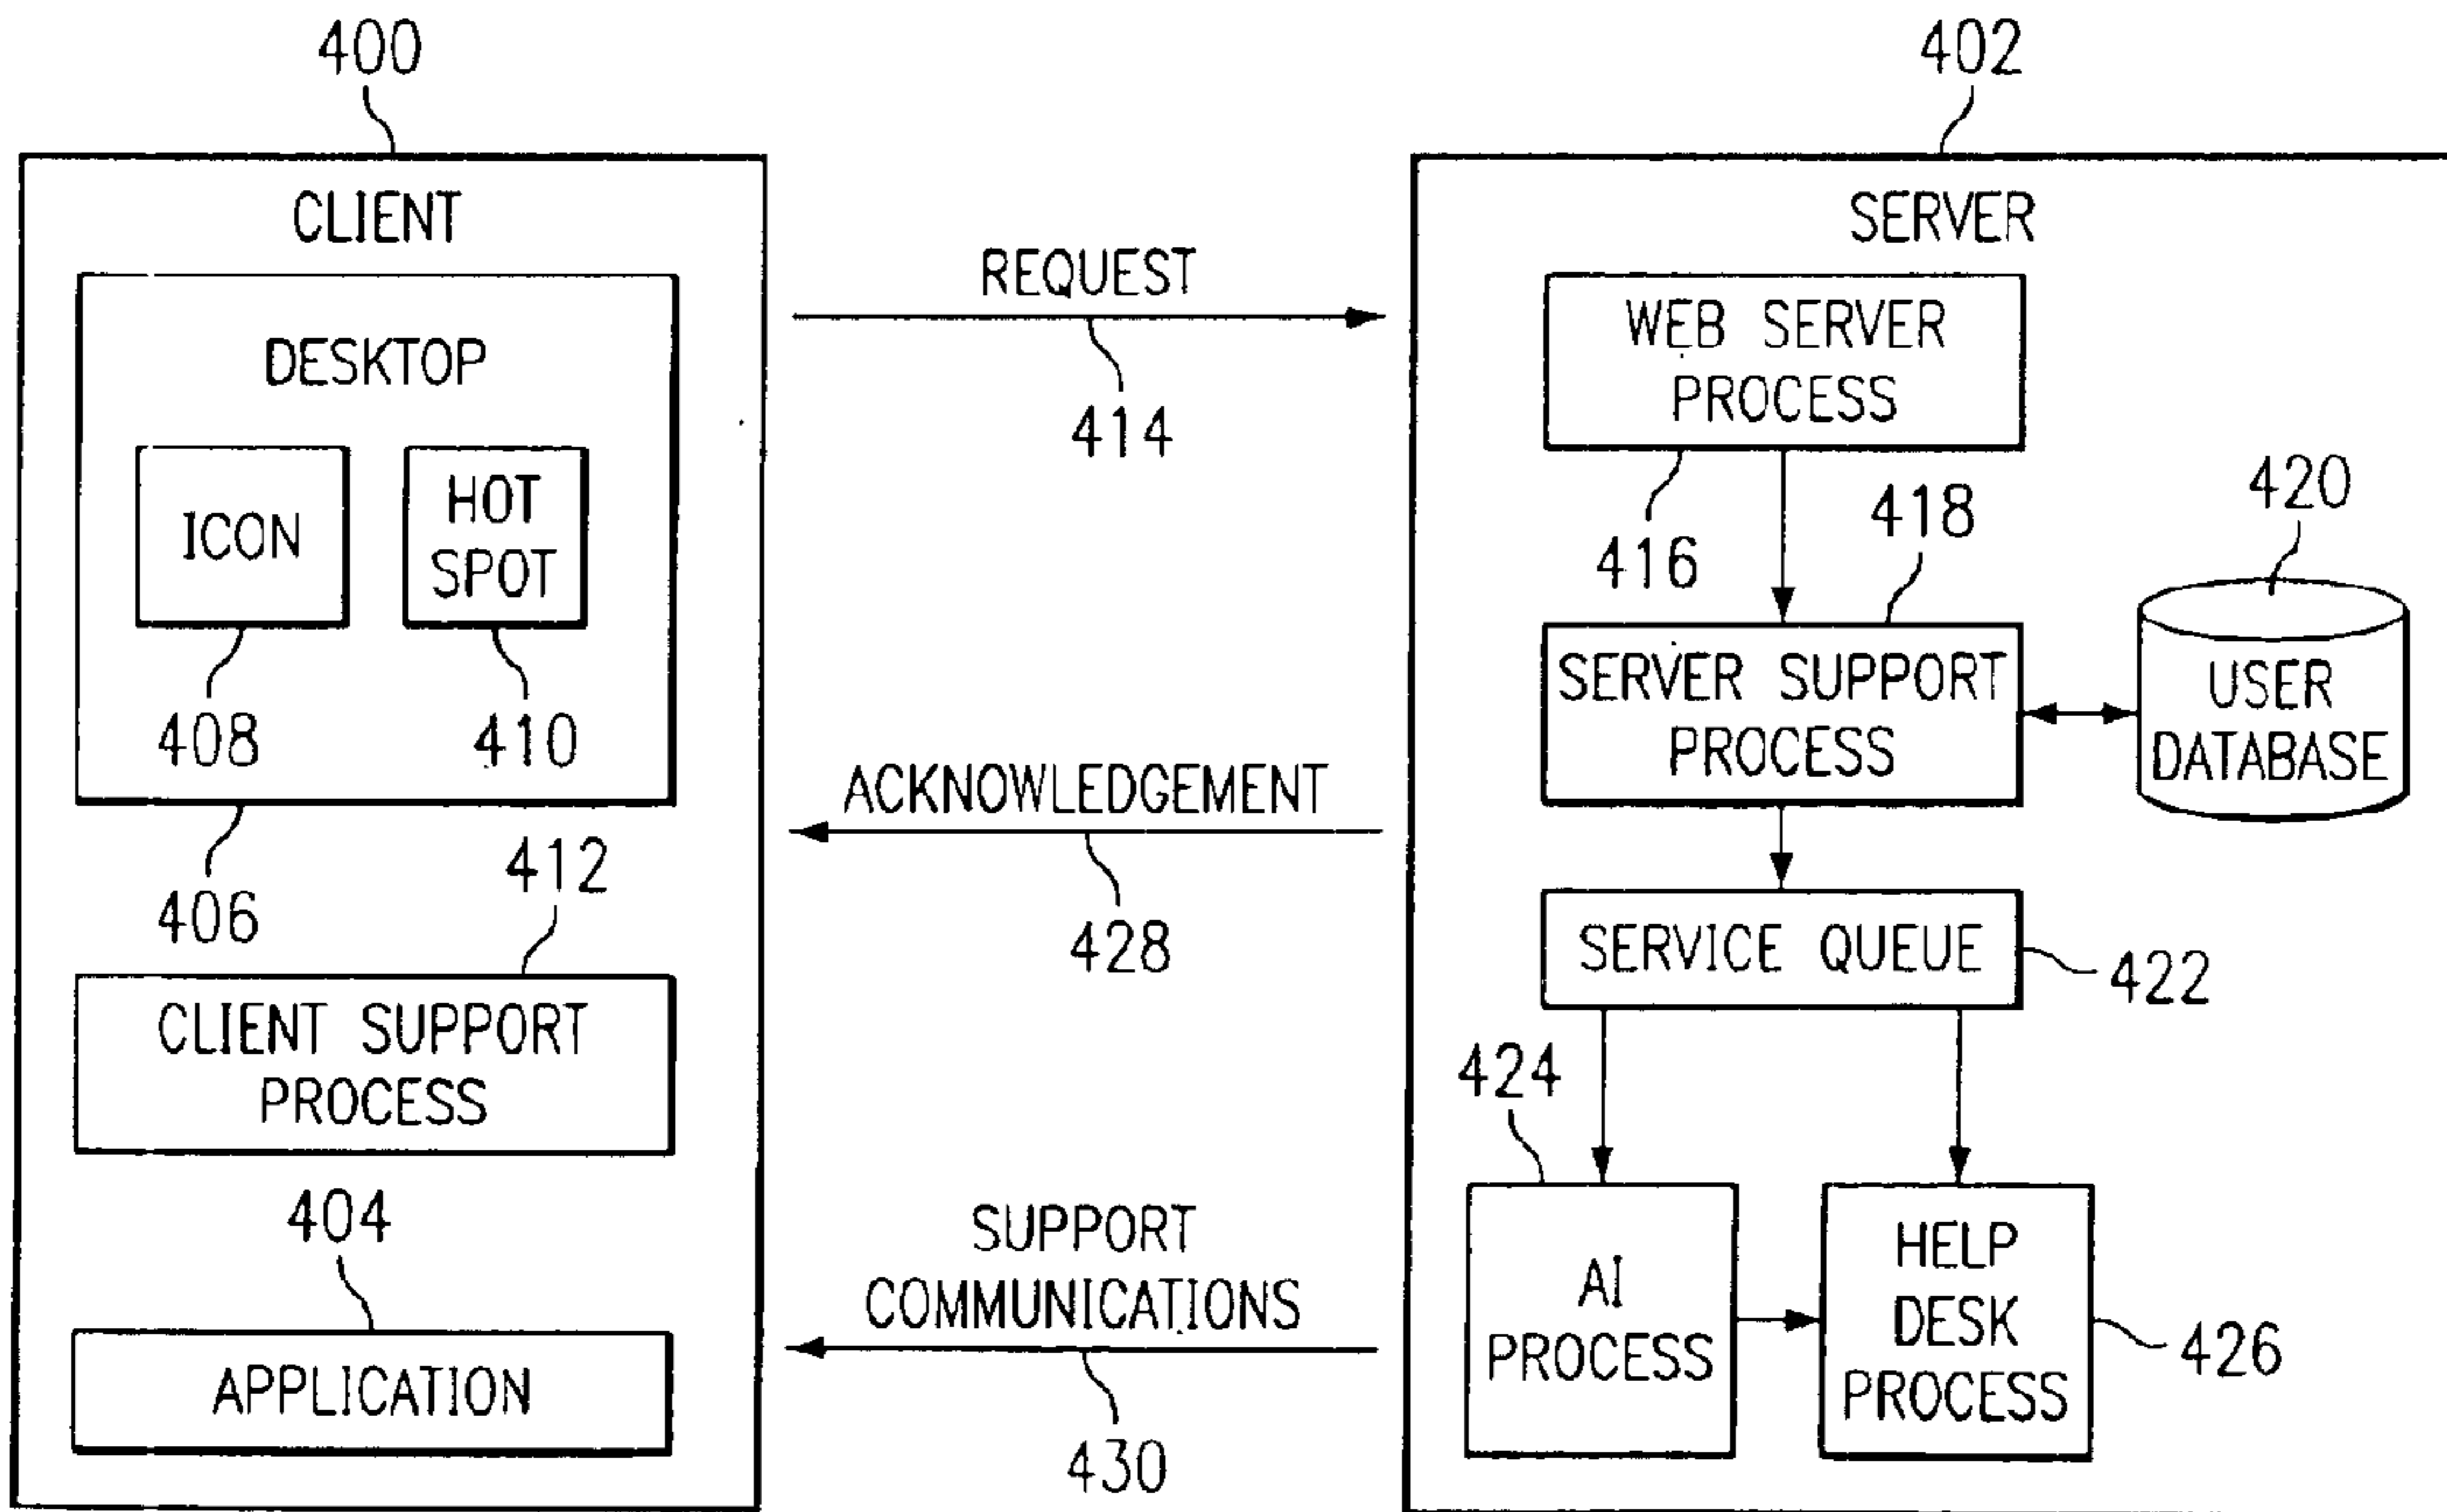 400
CLIENT
DESKTOP
ICON
HOT
SPOT
408
410
406
412
CLIENT SUPPORT
PROCESS
404
APPLICATION
REQUEST
414
ACKNOWLEDGEMENT
428
SUPPORT
COMMUNICATIONS
430
402
SERVER
WEB SERVER
PROCESS
416
418
420
SERVER SUPPORT
PROCESS
USER
DATABASE
SERVICE QUEUE
422
424
AI
PROCESS
HELP
DESK
PROCESS
426